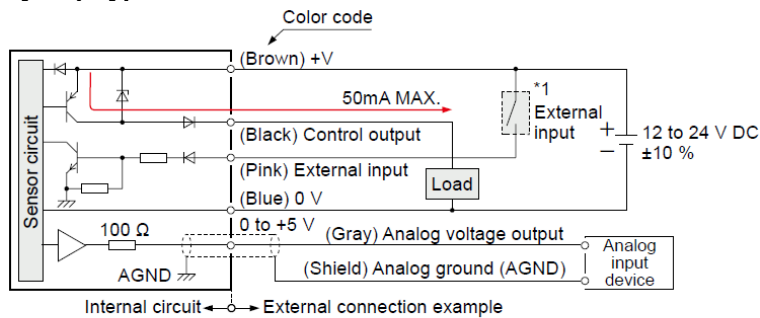 Color code
(Brown) +V
50mA MAX.
*1
External
input
(Black) Control output
+
−
12 to 24 V DC
±10 %
Sensor circuit
(Pink) External input
Load
(Blue) 0 V
0 to +5 V
100 Ω
(Gray) Analog voltage output
Analog
input
device
AGND
(Shield) Analog ground (AGND)
Internal circuit
External connection example